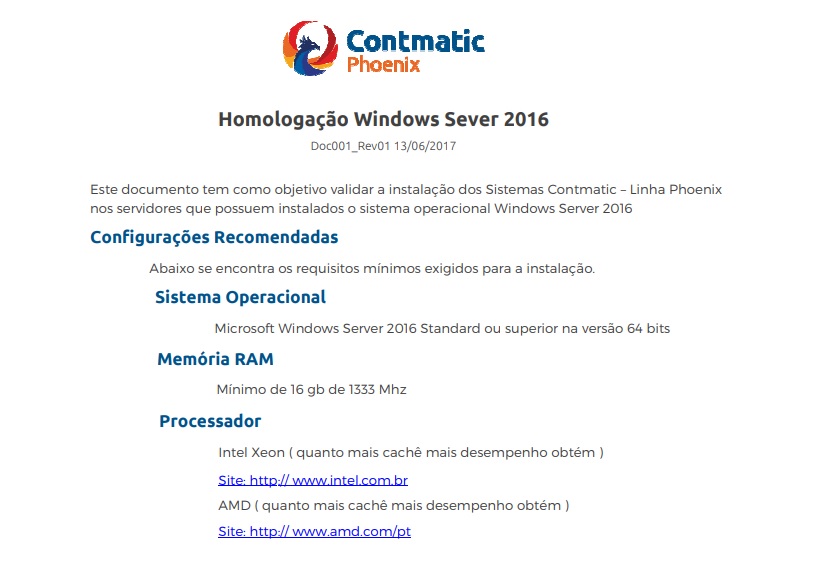 Contmatic
Phoenix
Homologação Windows Sever 2016
Doc001_Rev01 13/06/2017
Este documento tem como objetivo validar a instalação dos Sistemas Contmatic – Linha Phoenix
nos servidores que possuem instalados o sistema operacional Windows Server 2016
Configurações Recomendadas
Abaixo se encontra os requisitos mínimos exigidos para a instalação.
Sistema Operacional
Microsoft Windows Server 2016 Standard ou superior na versão 64 bits
Memória RAM
Mínimo de 16 gb de 1333 Mhz
Processador
Intel Xeon ( quanto mais cachê mais desempenho obtém )
Site: http:// www.intel.com.br
AMD ( quanto mais cachê mais desempenho obtém )
Site: http:// www.amd.com/pt